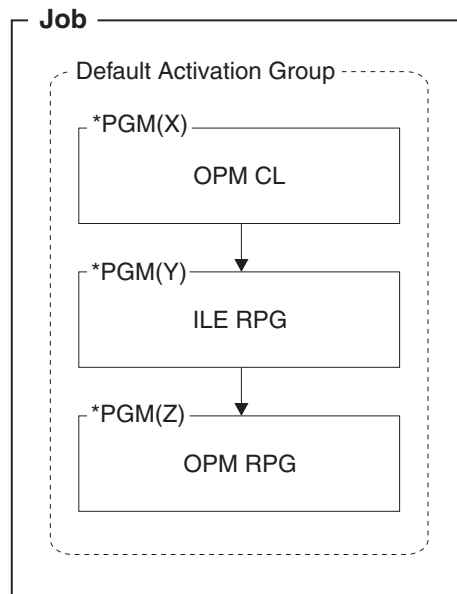 Job
Default Activation Group
*PGM(X)
OPM CL
*PGM(Y)
ILE RPG
*PGM(Z)
OPM RPG